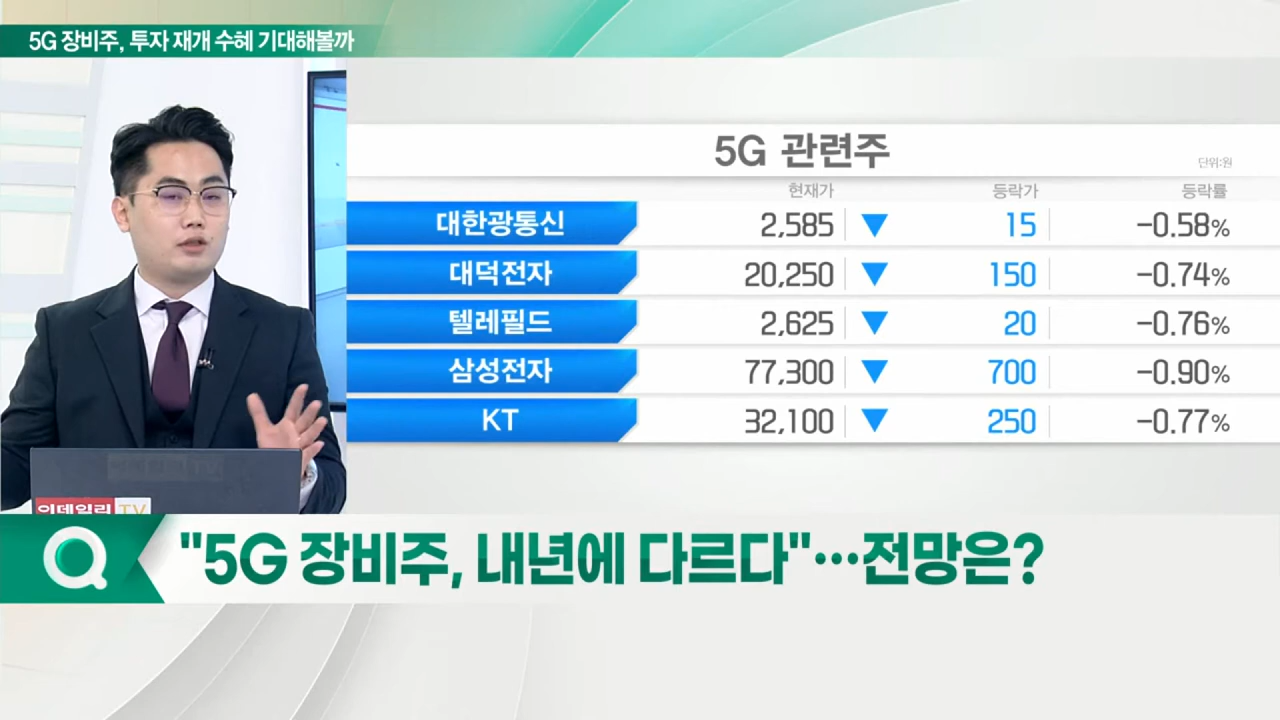 5G 장비주, 투자 재개 수혜 기대해볼까
5G 관련주
단위:원
현재가 등락가 등락률
대한광통신 2,585 ▼ 15 -0.58%
대덕전자 20,250 ▼ 150 -0.74%
텔레필드 2,625 ▼ 20 -0.76%
삼성전자 77,300 ▼ 700 -0.90%
KT 32,100 ▼ 250 -0.77%
이데일리 TV
"5G 장비주, 내년에 다르다"…전망은?